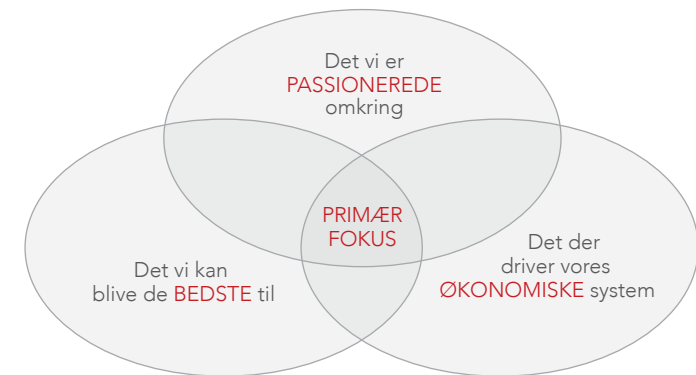 Det vi er
PASSIONEREDE
omkring
PRIMÆR
FOKUS
Det vi kan
blive de BEDSTE til
Det der
driver vores
ØKONOMISKE system